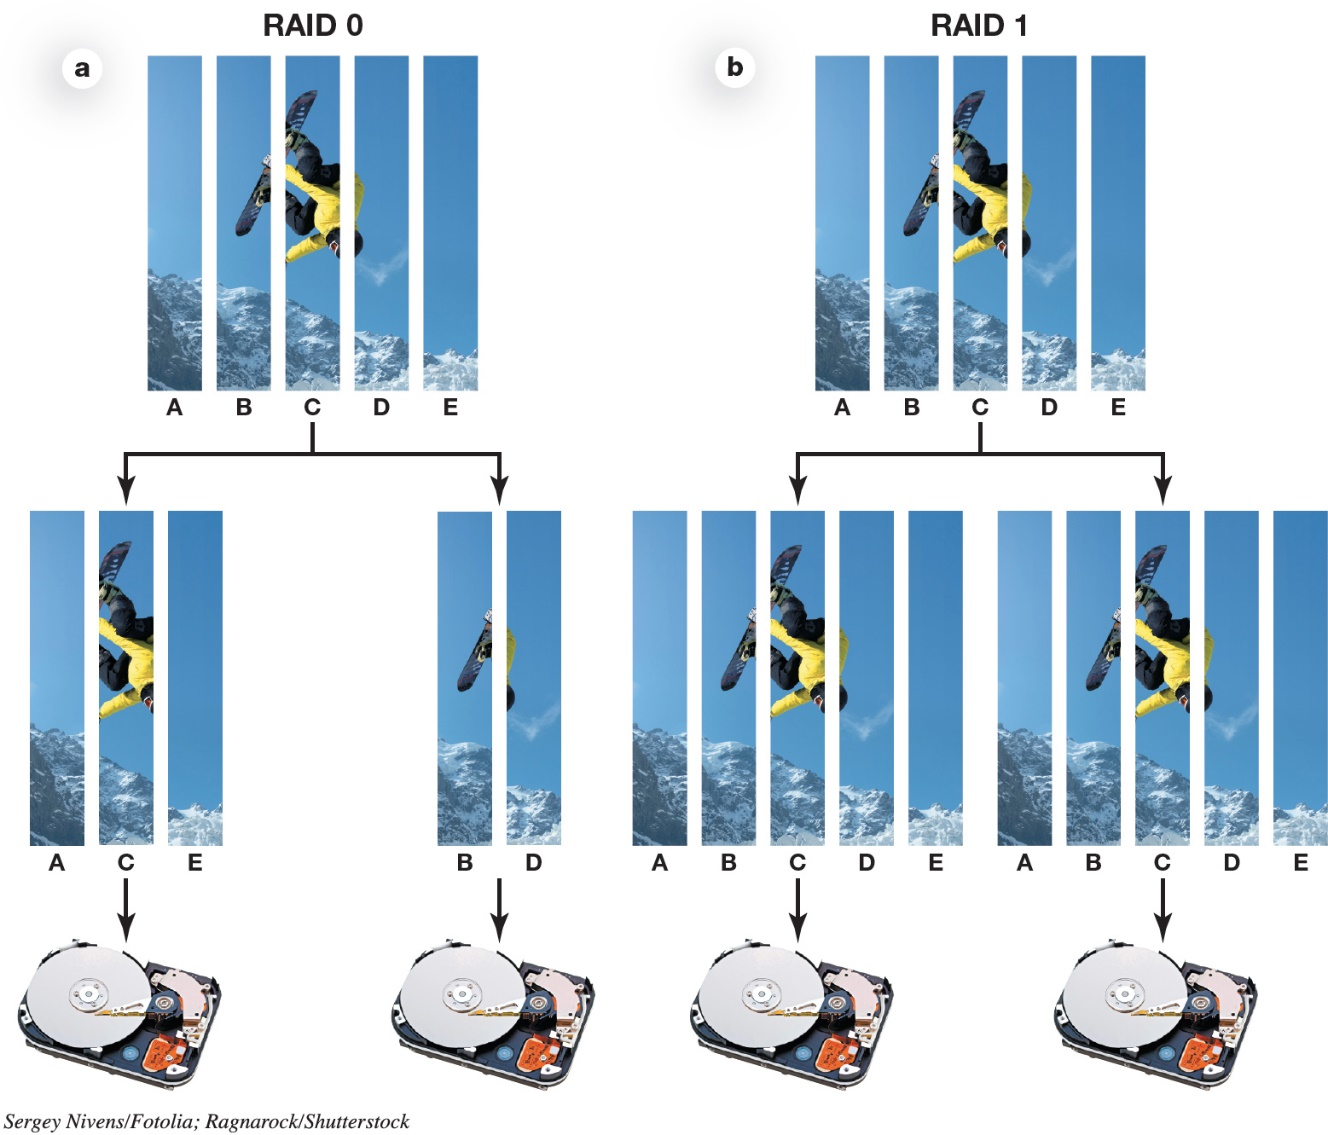 RAID 0
RAID 1
a
b
A B C D E
A B C D E
A C E
B D
A B C D E
A B C D E
Sergey Nivens/Fotolia; Ragnarock/Shutterstock